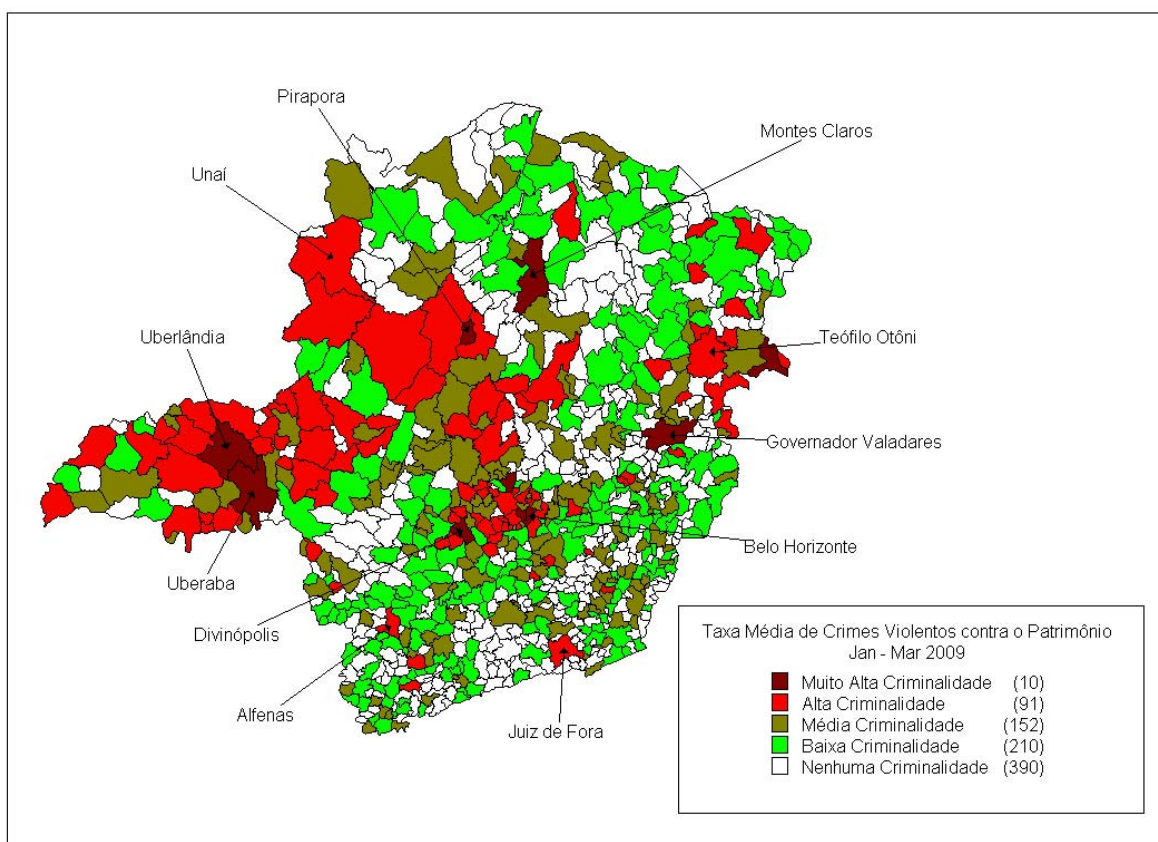 Pirapora
Montes Claros
Unaí
Uberlândia
Teófilo Otôni
Governador Valadares
Belo Horizonte
Uberaba
Divinópolis
Alfenas
Juiz de Fora
Taxa Média de Crimes Violentos contra o Patrimônio
Jan - Mar 2009
Muito Alta Criminalidade (10)
Alta Criminalidade (91)
Média Criminalidade (152)
Baixa Criminalidade (210)
Nenhuma Criminalidade (390)